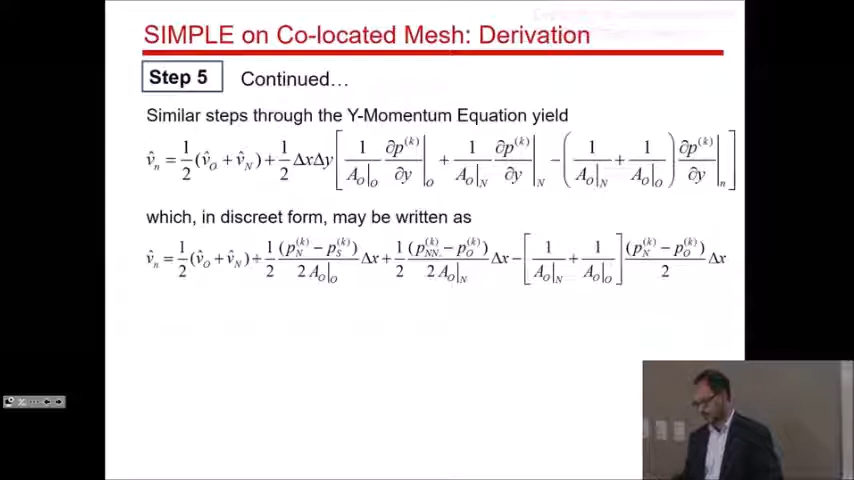 SIMPLE on Co-located Mesh: Derivation
Step 5 Continued…
Similar steps through the Y-Momentum Equation yield
v̂_n = 1/2 (v̂_O + v̂_N) + 1/2 ΔxΔy [ 1/A_O|_O ∂p^(k)/∂y|_O + 1/A_O|_N ∂p^(k)/∂y|_N − ( 1/A_O|_N + 1/A_O|_O ) ∂p^(k)/∂y|_n ]
which, in discreet form, may be written as
v̂_n = 1/2 (v̂_O + v̂_N) + 1/2 (p_N^(k) − p_S^(k))/(2 A_O|_O) Δx + 1/2 (p_NN^(k) − p_O^(k))/(2 A_O|_N) Δx − [ 1/A_O|_N + 1/A_O|_O ] (p_N^(k) − p_O^(k))/2 Δx